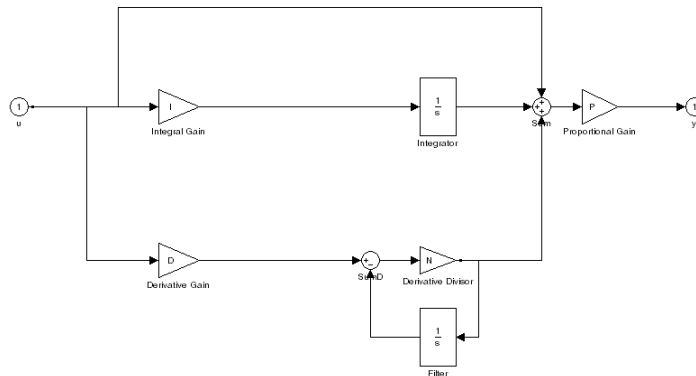 1
u
I
Integral Gain
1
s
Integrator
+
+
+
Sum
P
Proportional Gain
1
y
D
Derivative Gain
+
−
SumD
N
Derivative Divisor
1
s
Filter